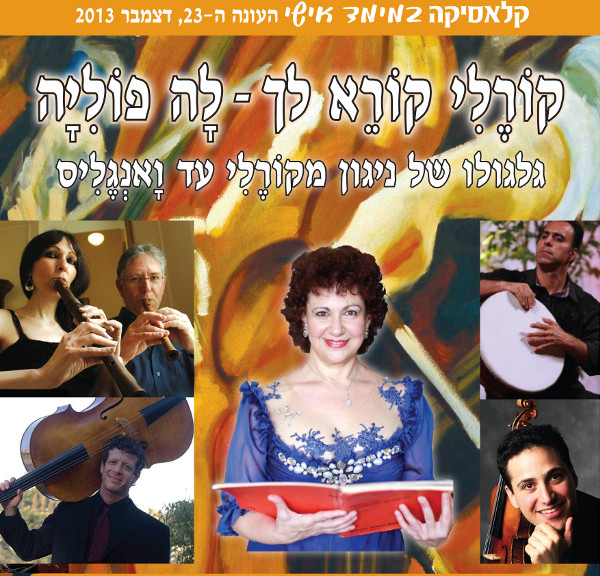 קלאסיקה במימד אישי העונה ה-23, דצמבר 2013
קוֹרֶלִי קוֹרֵא לך - לָה פוֹלִיָה
גלגולו של ניגון מקוֹרֶלִי עד וָאנְגֶלִיס